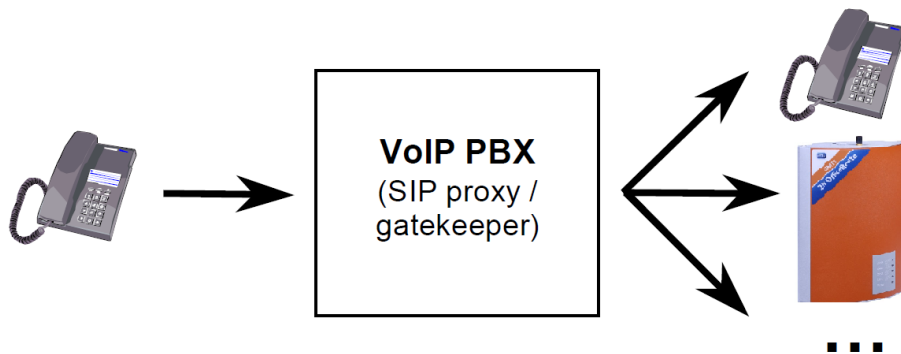 VoIP PBX
(SIP proxy /
gatekeeper)
...